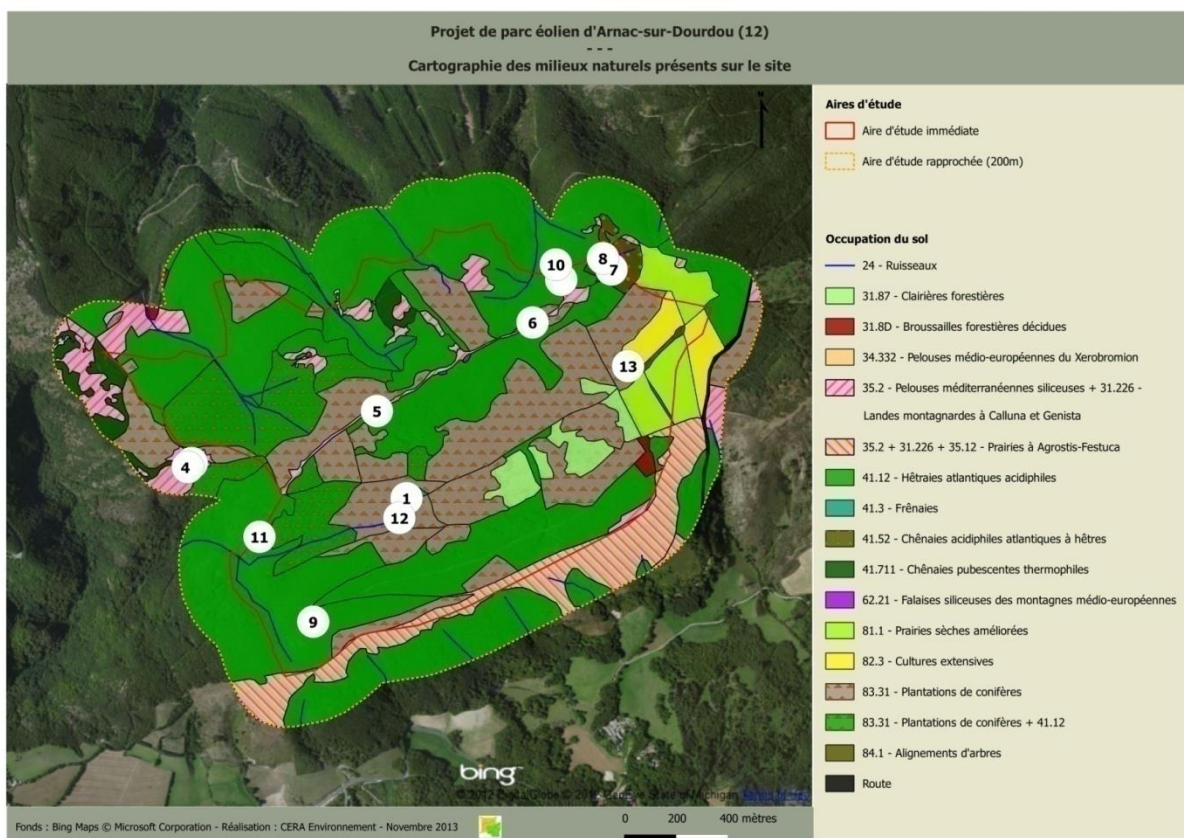 Projet de parc éolien d'Arnac-sur-Dourdou (12)
- - -
Cartographie des milieux naturels présents sur le site
N
10
8
7
6
13
5
4
1
12
11
9
bing™
Aires d'étude
Aire d'étude immédiate
Aire d'étude rapprochée (200m)
Occupation du sol
24 - Ruisseaux
31.87 - Clairières forestières
31.8D - Broussailles forestières décidues
34.332 - Pelouses médio-européennes du Xerobromion
35.2 - Pelouses méditerranéennes siliceuses + 31.226 -
Landes montagnardes à Calluna et Genista
35.2 + 31.226 + 35.12 - Prairies à Agrostis-Festuca
41.12 - Hêtraies atlantiques acidiphiles
41.3 - Frênaies
41.52 - Chênaies acidiphiles atlantiques à hêtres
41.711 - Chênaies pubescentes thermophiles
62.21 - Falaises siliceuses des montagnes médio-européennes
81.1 - Prairies sèches améliorées
82.3 - Cultures extensives
83.31 - Plantations de conifères
83.31 - Plantations de conifères + 41.12
84.1 - Alignements d'arbres
Route
Fonds : Bing Maps © Microsoft Corporation - Réalisation : CERA Environnement - Novembre 2013
0 200 400 mètres